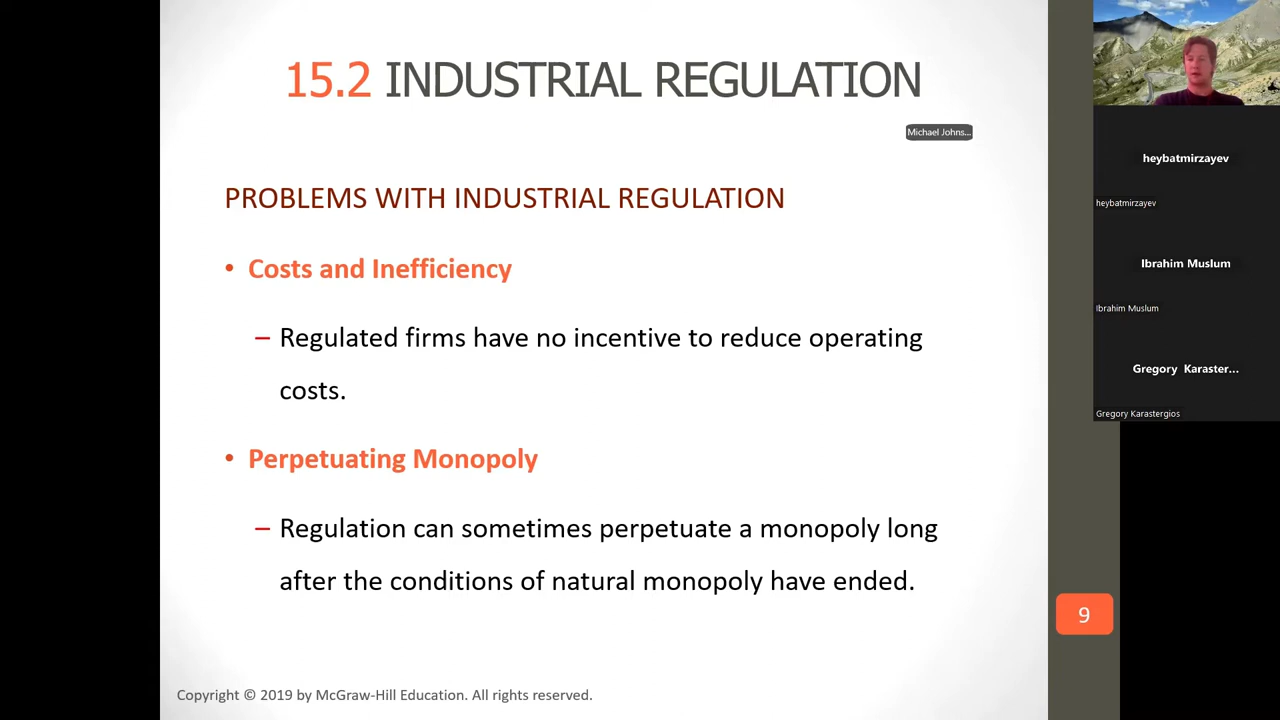 15.2 INDUSTRIAL REGULATION
Michael Johns...
PROBLEMS WITH INDUSTRIAL REGULATION
• Costs and Inefficiency
– Regulated firms have no incentive to reduce operating
costs.
• Perpetuating Monopoly
– Regulation can sometimes perpetuate a monopoly long
after the conditions of natural monopoly have ended.
9
Copyright © 2019 by McGraw-Hill Education. All rights reserved.
heybatmirzayev
heybatmirzayev
Ibrahim Muslum
Ibrahim Muslum
Gregory Karaster...
Gregory Karastergios